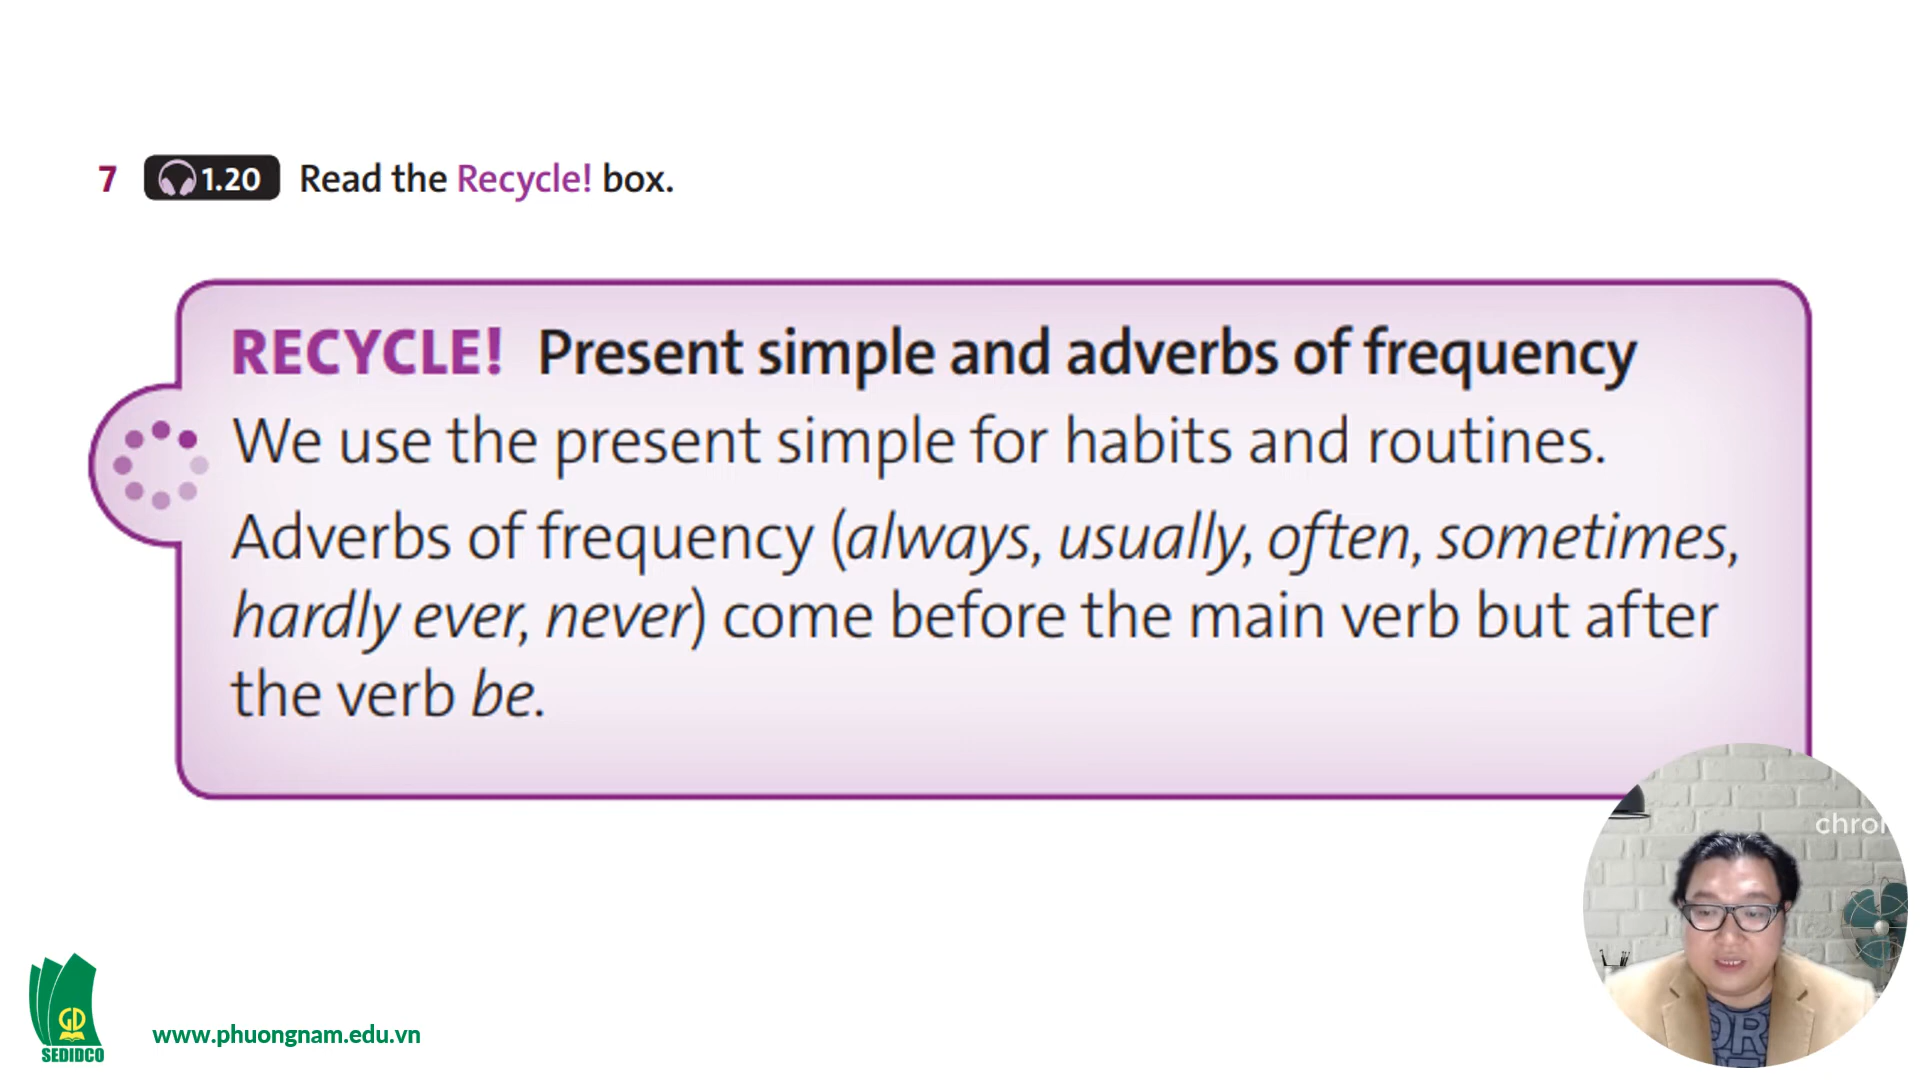 7 1.20 Read the Recycle! box.
RECYCLE! Present simple and adverbs of frequency
We use the present simple for habits and routines.
Adverbs of frequency (always, usually, often, sometimes,
hardly ever, never) come before the main verb but after
the verb be.
GD
SEDIDCO
www.phuongnam.edu.vn